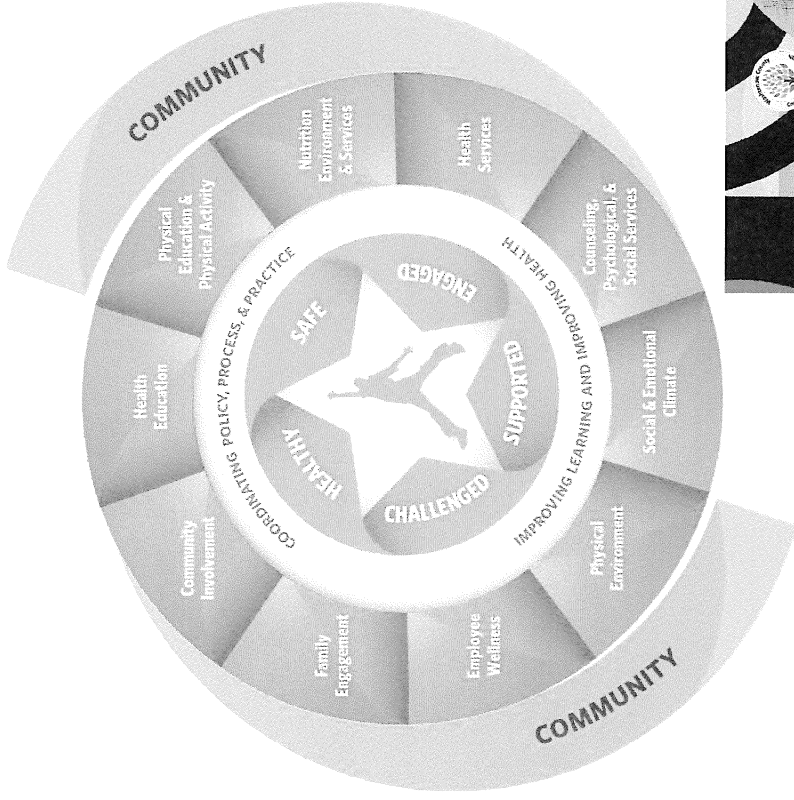 COMMUNITY
Health
Education
Physical
Education &
Physical Activity
Nutrition
Environment
& Services
Health
Services
Counseling,
Psychological, &
Social Services
Social & Emotional
Climate
Physical
Environment
Employee
Wellness
Family
Engagement
Community
Involvement
COORDINATING POLICY, PROCESS, & PRACTICE
IMPROVING LEARNING AND IMPROVING HEALTH
HEALTHY
SAFE
ENGAGED
SUPPORTED
CHALLENGED
COMMUNITY